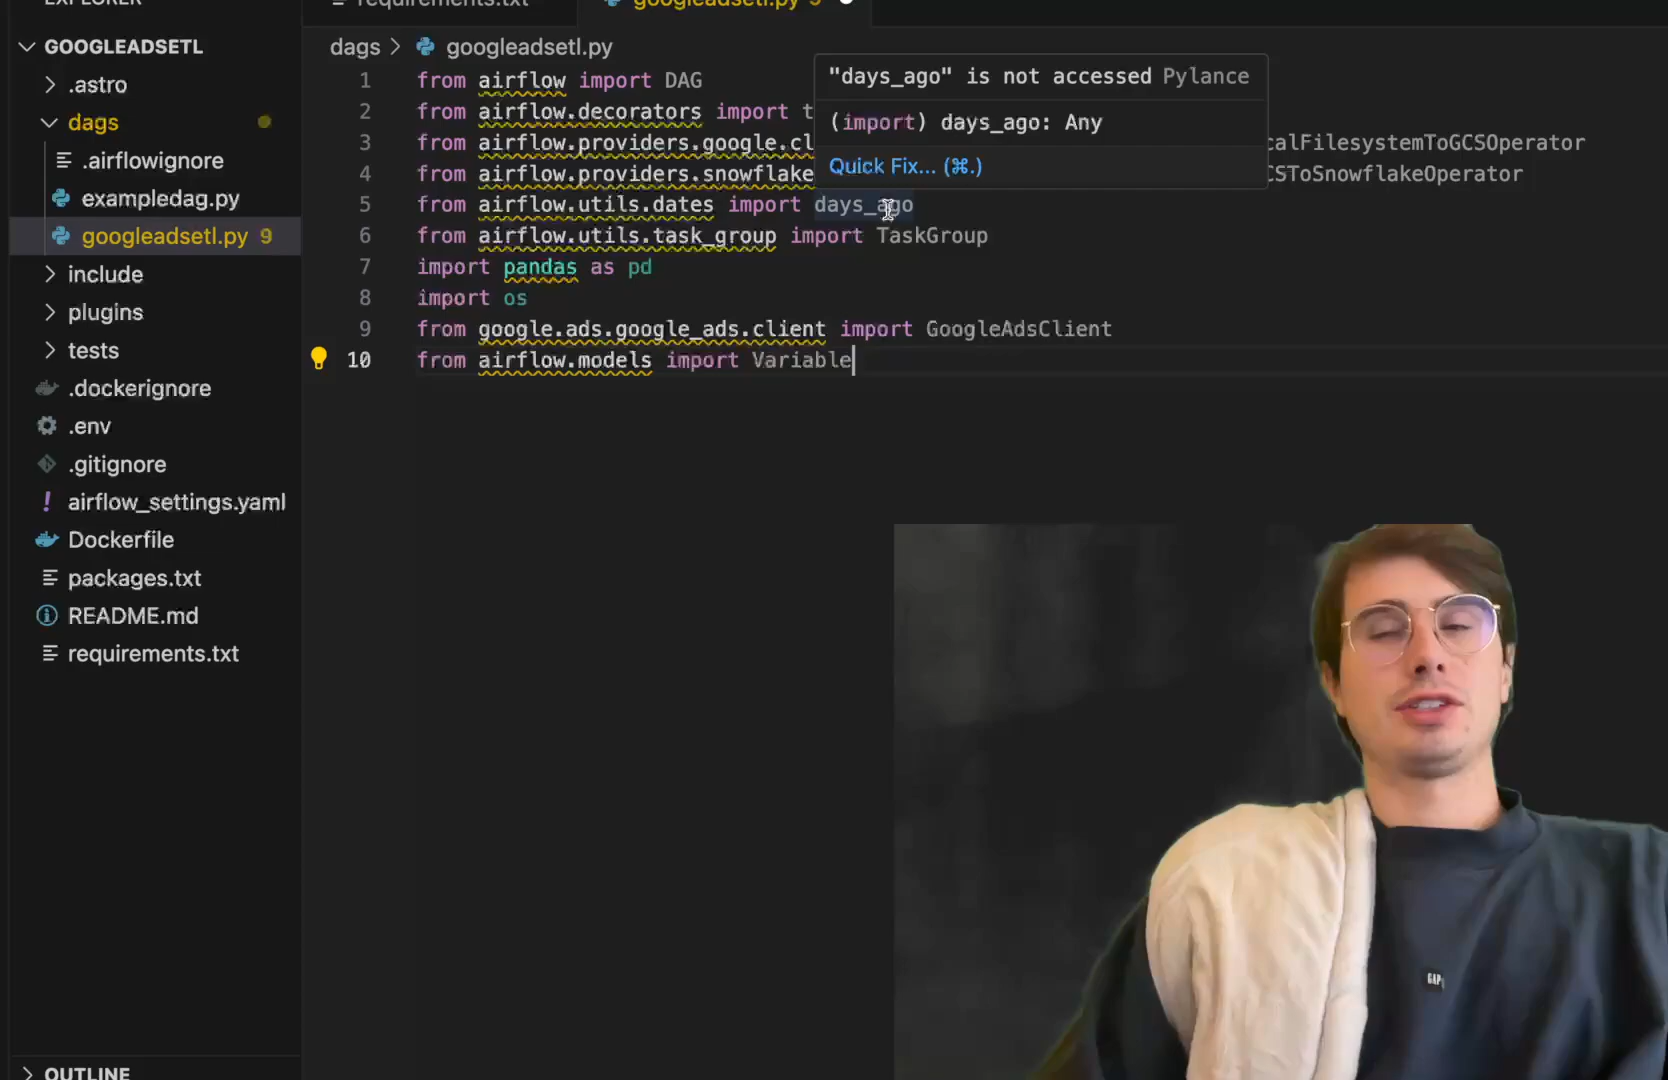 EXPLORER
requirements.txt
googleadsetl.py 9
GOOGLEADSETL
.astro
dags
.airflowignore
exampledag.py
googleadsetl.py 9
include
plugins
tests
.dockerignore
.env
.gitignore
airflow_settings.yaml
Dockerfile
packages.txt
README.md
requirements.txt
OUTLINE
dags > googleadsetl.py
1 from airflow import DAG
2 from airflow.decorators import t
3 from airflow.providers.google.cl calFilesystemToGCSOperator
4 from airflow.providers.snowflake SToSnowflakeOperator
5 from airflow.utils.dates import days_ago
6 from airflow.utils.task_group import TaskGroup
7 import pandas as pd
8 import os
9 from google.ads.google_ads.client import GoogleAdsClient
10 from airflow.models import Variable
"days_ago" is not accessed Pylance
(import) days_ago: Any
Quick Fix... (⌘.)
GAP